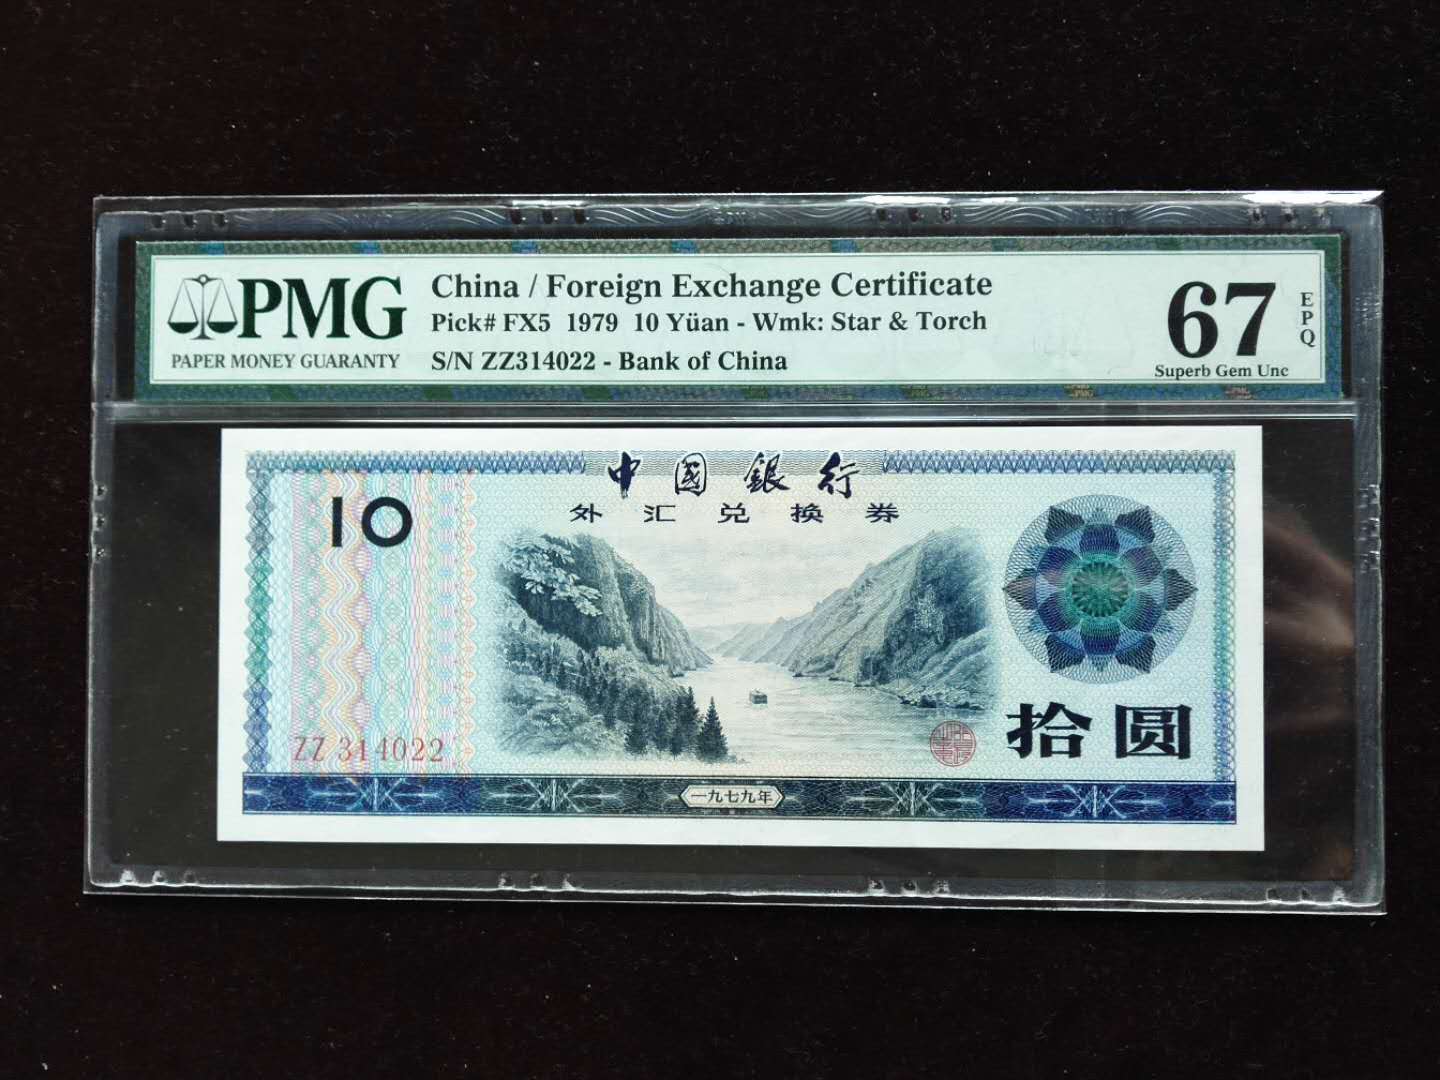 PMG
PAPER MONEY GUARANTY
China / Foreign Exchange Certificate
Pick# FX5 1979 10 Yüan - Wmk: Star & Torch
S/N ZZ314022 - Bank of China
67
EPQ
Superb Gem Unc
中國銀行
外汇兑换券
10
ZZ 314022
拾圆
一九七九年